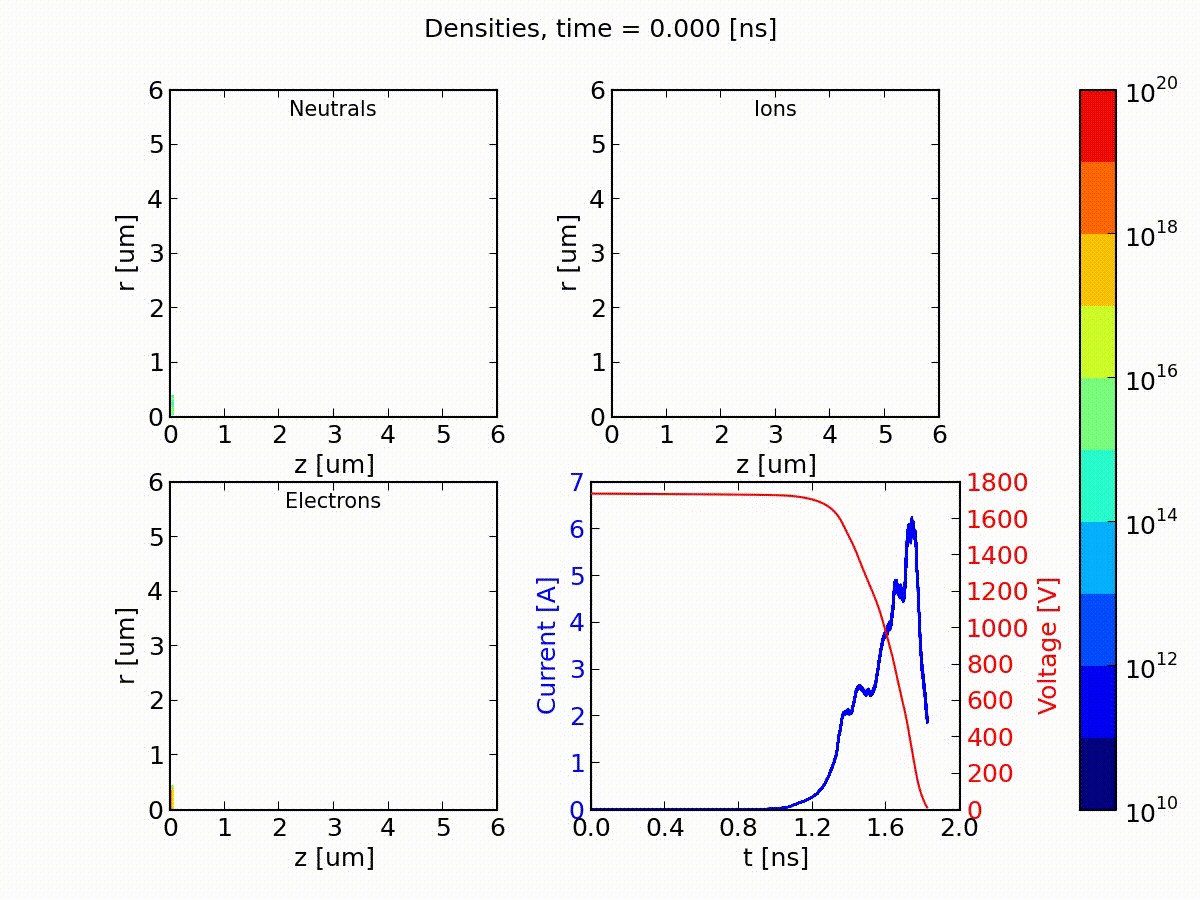 Densities, time = 0.000 [ns]
Neutrals
6
5
4
3
2
1
0
r [um]
0 1 2 3 4 5 6
z [um]
Ions
6
5
4
3
2
1
0
r [um]
0 1 2 3 4 5 6
z [um]
Electrons
6
5
4
3
2
1
0
r [um]
0 1 2 3 4 5 6
z [um]
7
6
5
4
3
2
1
0
Current [A]
1800
1600
1400
1200
1000
800
600
400
200
0
Voltage [V]
0.0 0.4 0.8 1.2 1.6 2.0
t [ns]
10^20
10^18
10^16
10^14
10^12
10^10